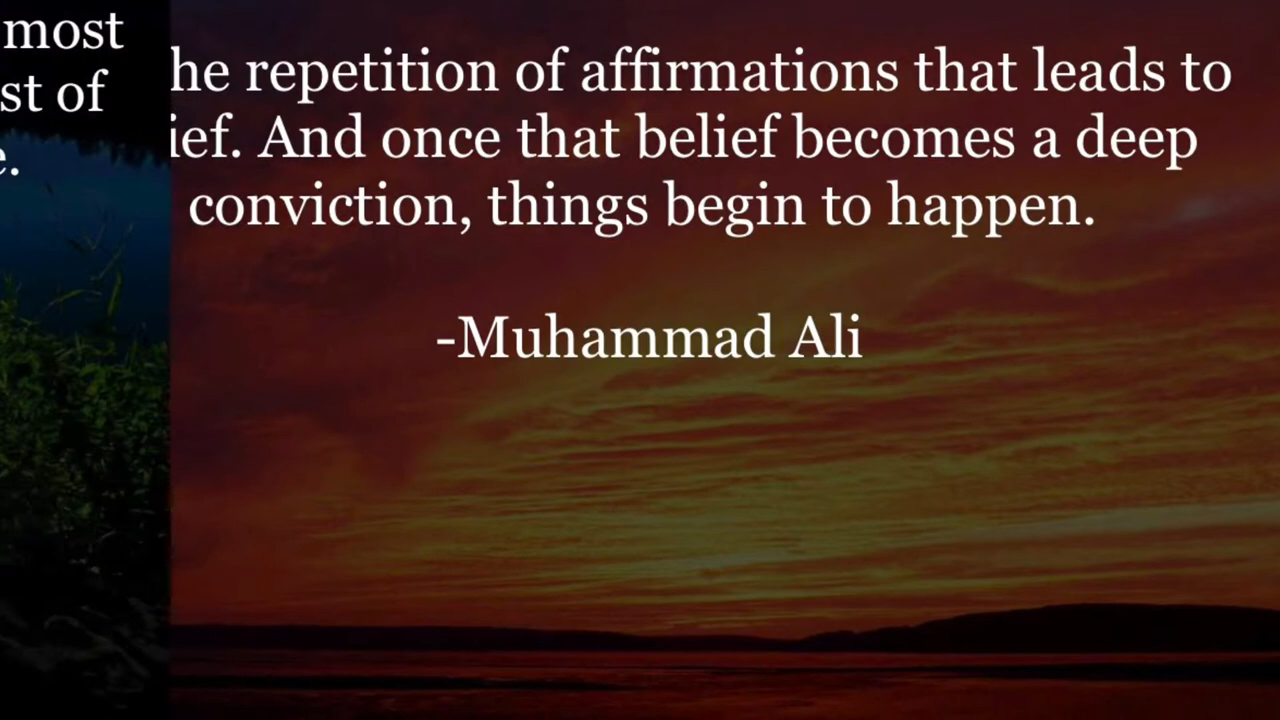 most
st of
e.
he repetition of affirmations that leads to
ief. And once that belief becomes a deep
conviction, things begin to happen.
-Muhammad Ali